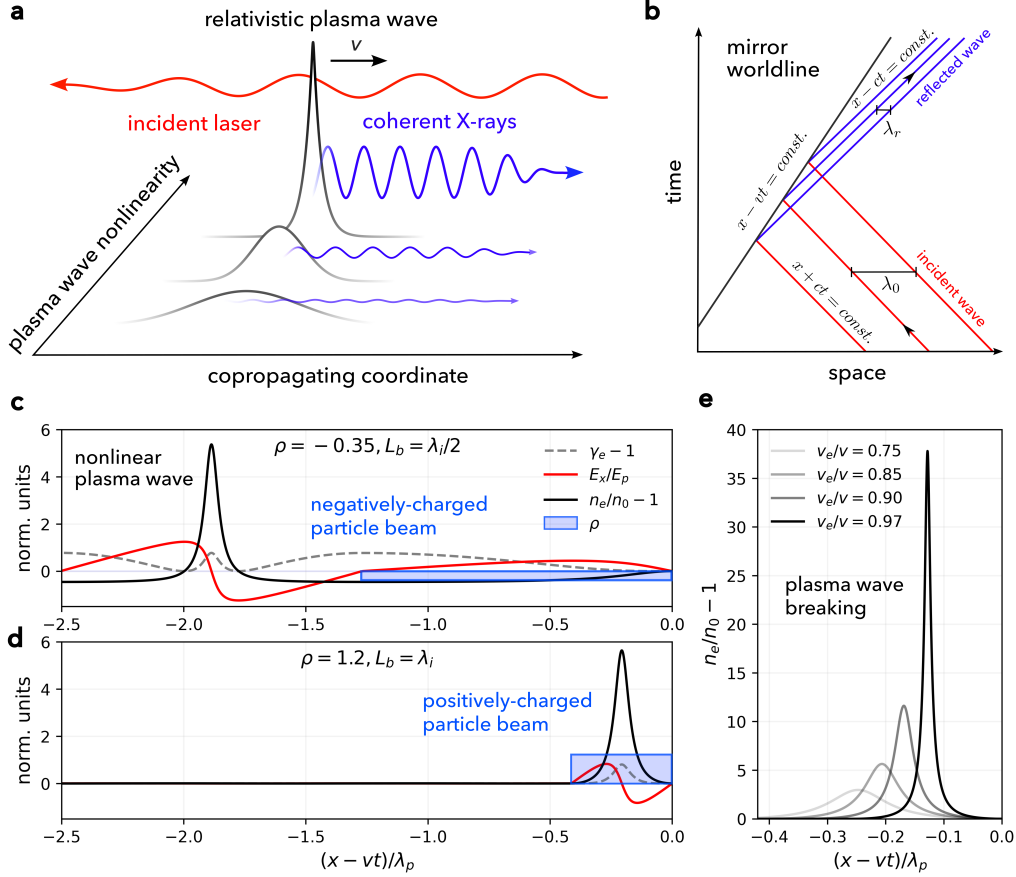 a
relativistic plasma wave
v
incident laser
coherent X-rays
plasma wave nonlinearity
copropagating coordinate
b
mirror
worldline
x − ct = const.
reflected wave
λr
x − vt = const.
time
incident wave
λ0
x + ct = const.
space
c
ρ = − 0.35, Lb = λi/2
nonlinear
plasma wave
negatively-charged
particle beam
γe − 1
Ex/Ep
ne/n0 − 1
ρ
norm. units
6
4
2
0
−2.5
−2.0
−1.5
−1.0
−0.5
0.0
d
ρ = 1.2, Lb = λi
positively-charged
particle beam
norm. units
6
4
2
0
−2.5
−2.0
−1.5
−1.0
−0.5
0.0
(x − vt)/λp
e
ve/v = 0.75
ve/v = 0.85
ve/v = 0.90
ve/v = 0.97
plasma wave
breaking
ne/n0 − 1
40
35
30
25
20
15
10
5
0
−0.4
−0.3
−0.2
−0.1
0.0
(x − vt)/λp